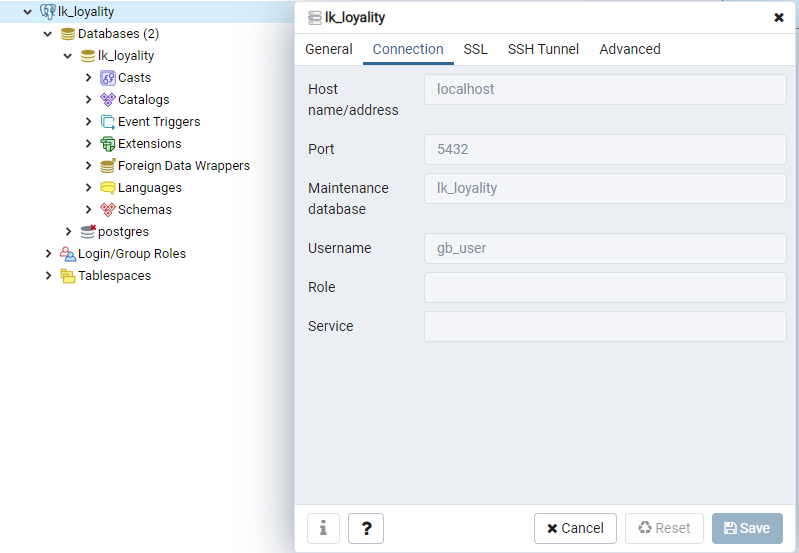 lk_loyality
Databases (2)
lk_loyality
Casts
Catalogs
Event Triggers
Extensions
Foreign Data Wrappers
Languages
Schemas
postgres
Login/Group Roles
Tablespaces
lk_loyality
General Connection SSL SSH Tunnel Advanced
Host name/address localhost
Port 5432
Maintenance database lk_loyality
Username gb_user
Role
Service
i ? Cancel Reset Save